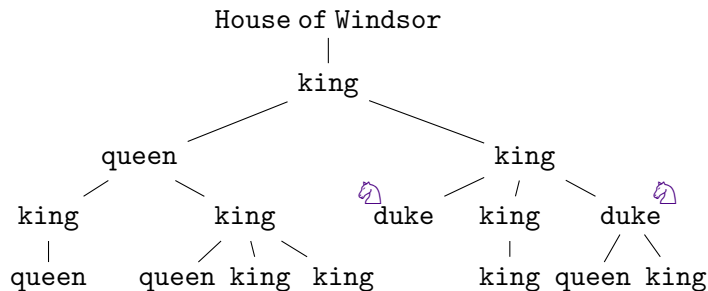 House of Windsor
king
queen king
king king duke king duke
queen queen king king king queen king